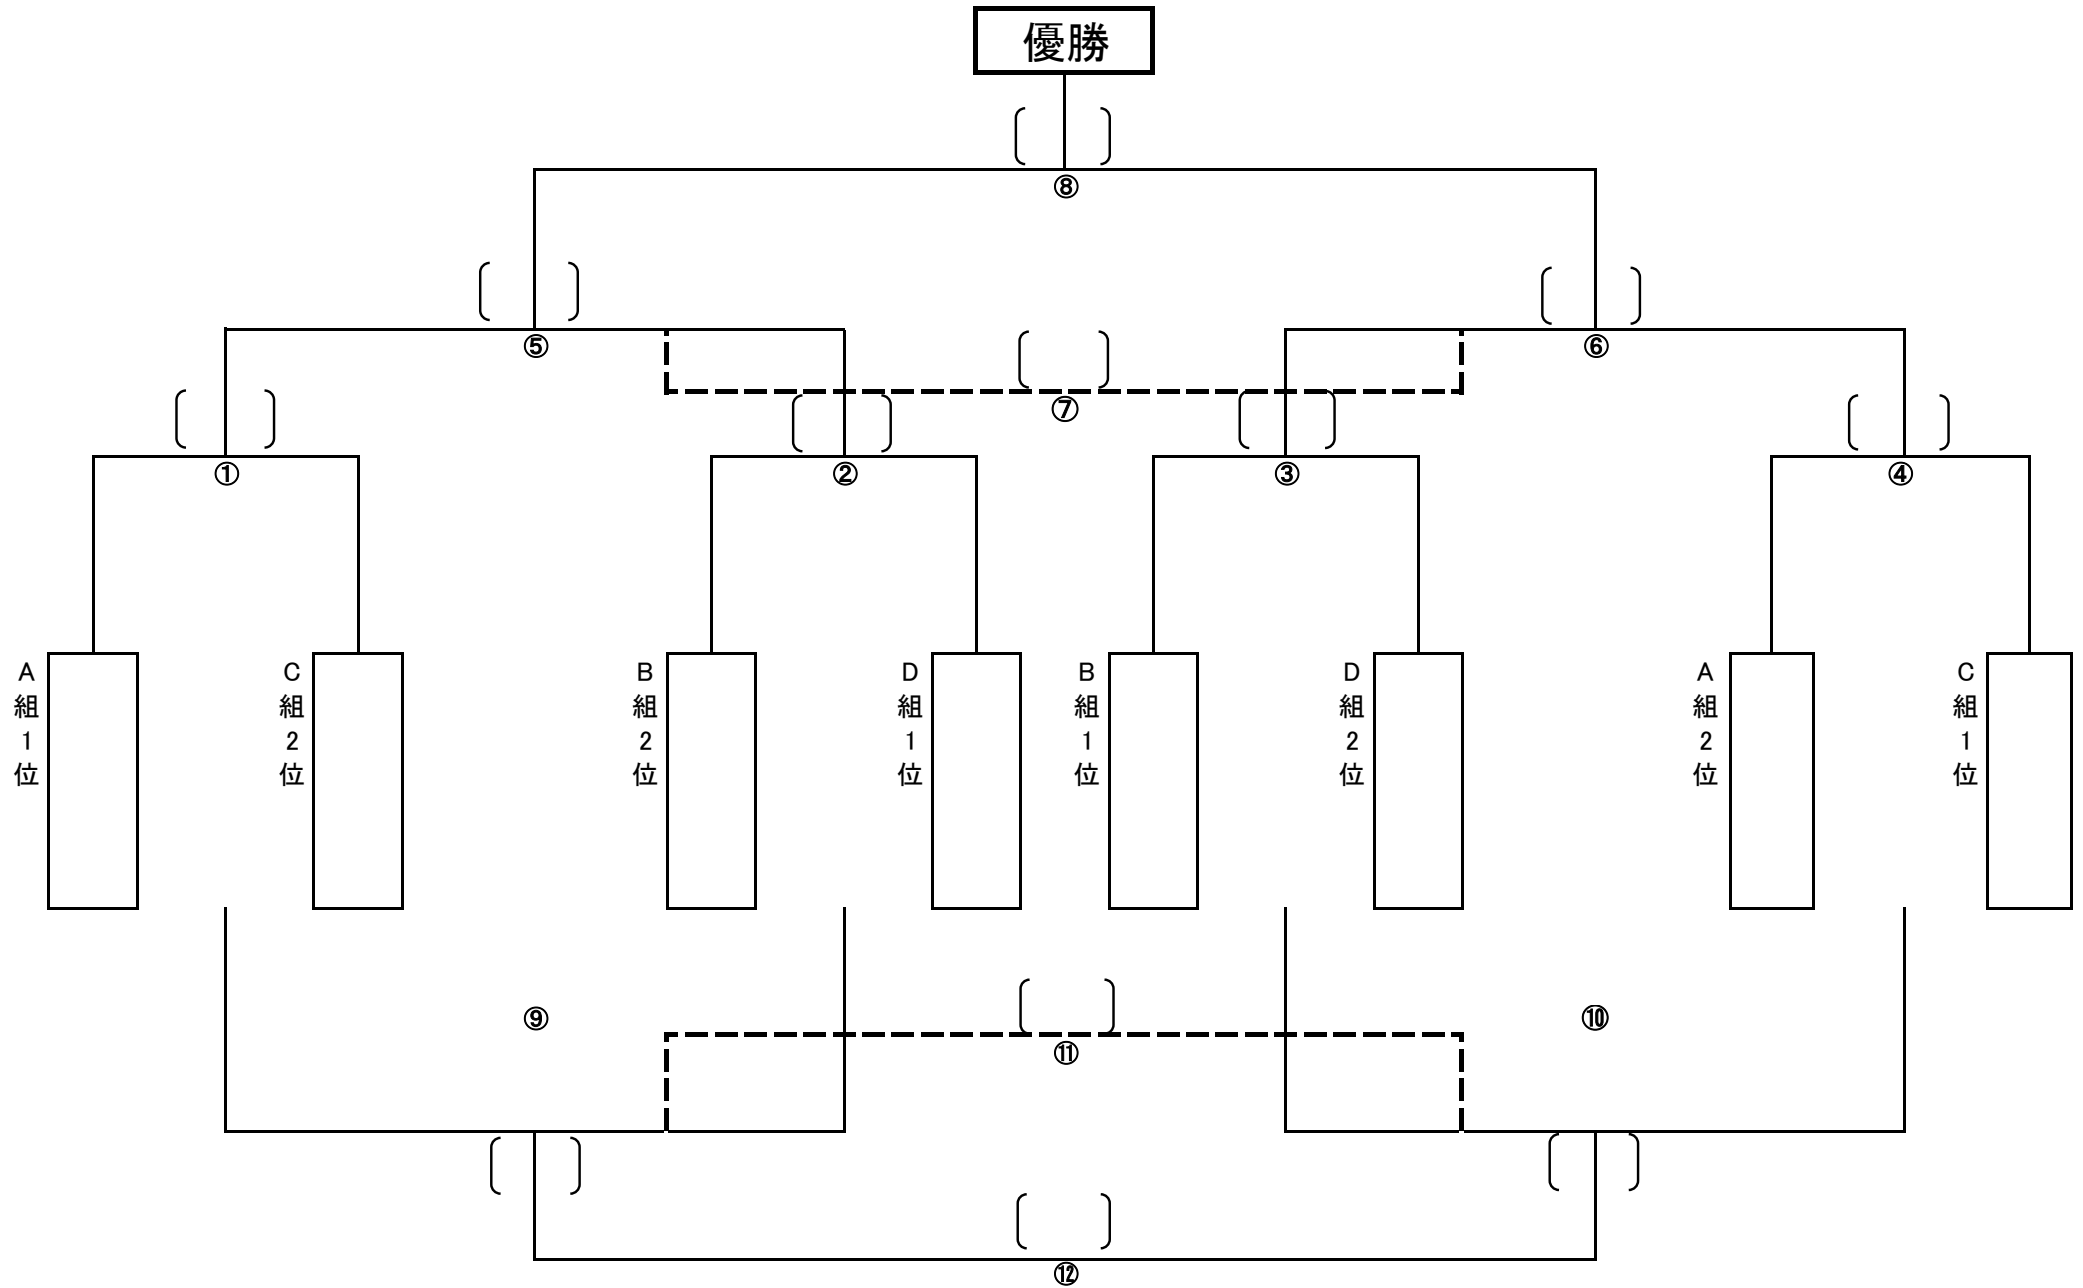 優勝
⑧
⑤
⑥
⑦
①
②
③
④
A組1位
C組2位
B組2位
D組1位
B組1位
D組2位
A組2位
C組1位
⑨
⑩
⑪
⑫